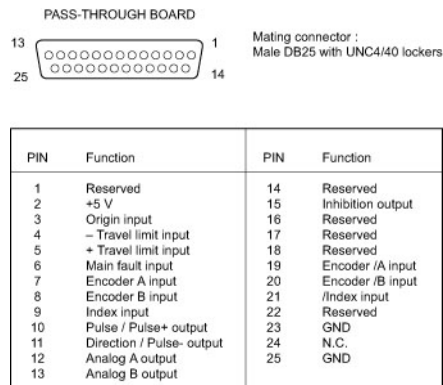 PASS-THROUGH BOARD
13 1
25 14
Mating connector :
Male DB25 with UNC4/40 lockers
PIN Function PIN Function
1 Reserved 14 Reserved
2 +5 V 15 Inhibition output
3 Origin input 16 Reserved
4 – Travel limit input 17 Reserved
5 + Travel limit input 18 Reserved
6 Main fault input 19 Encoder /A input
7 Encoder A input 20 Encoder /B input
8 Encoder B input 21 /Index input
9 Index input 22 Reserved
10 Pulse / Pulse+ output 23 GND
11 Direction / Pulse- output 24 N.C.
12 Analog A output 25 GND
13 Analog B output